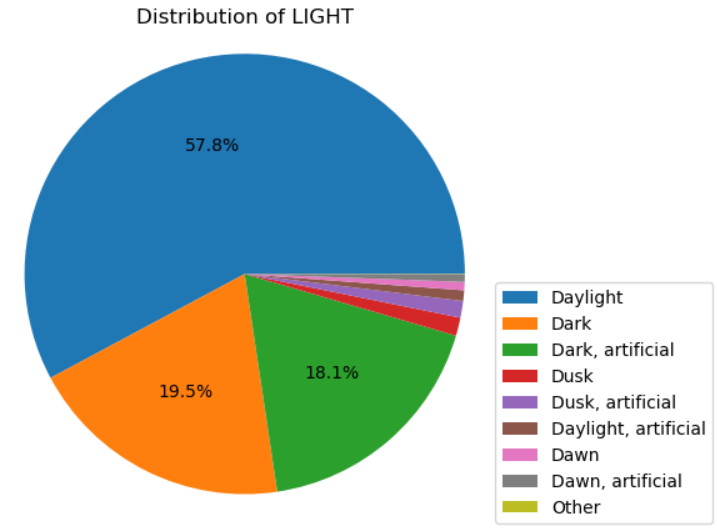 Distribution of LIGHT
57.8%
19.5%
18.1%
Daylight
Dark
Dark, artificial
Dusk
Dusk, artificial
Daylight, artificial
Dawn
Dawn, artificial
Other